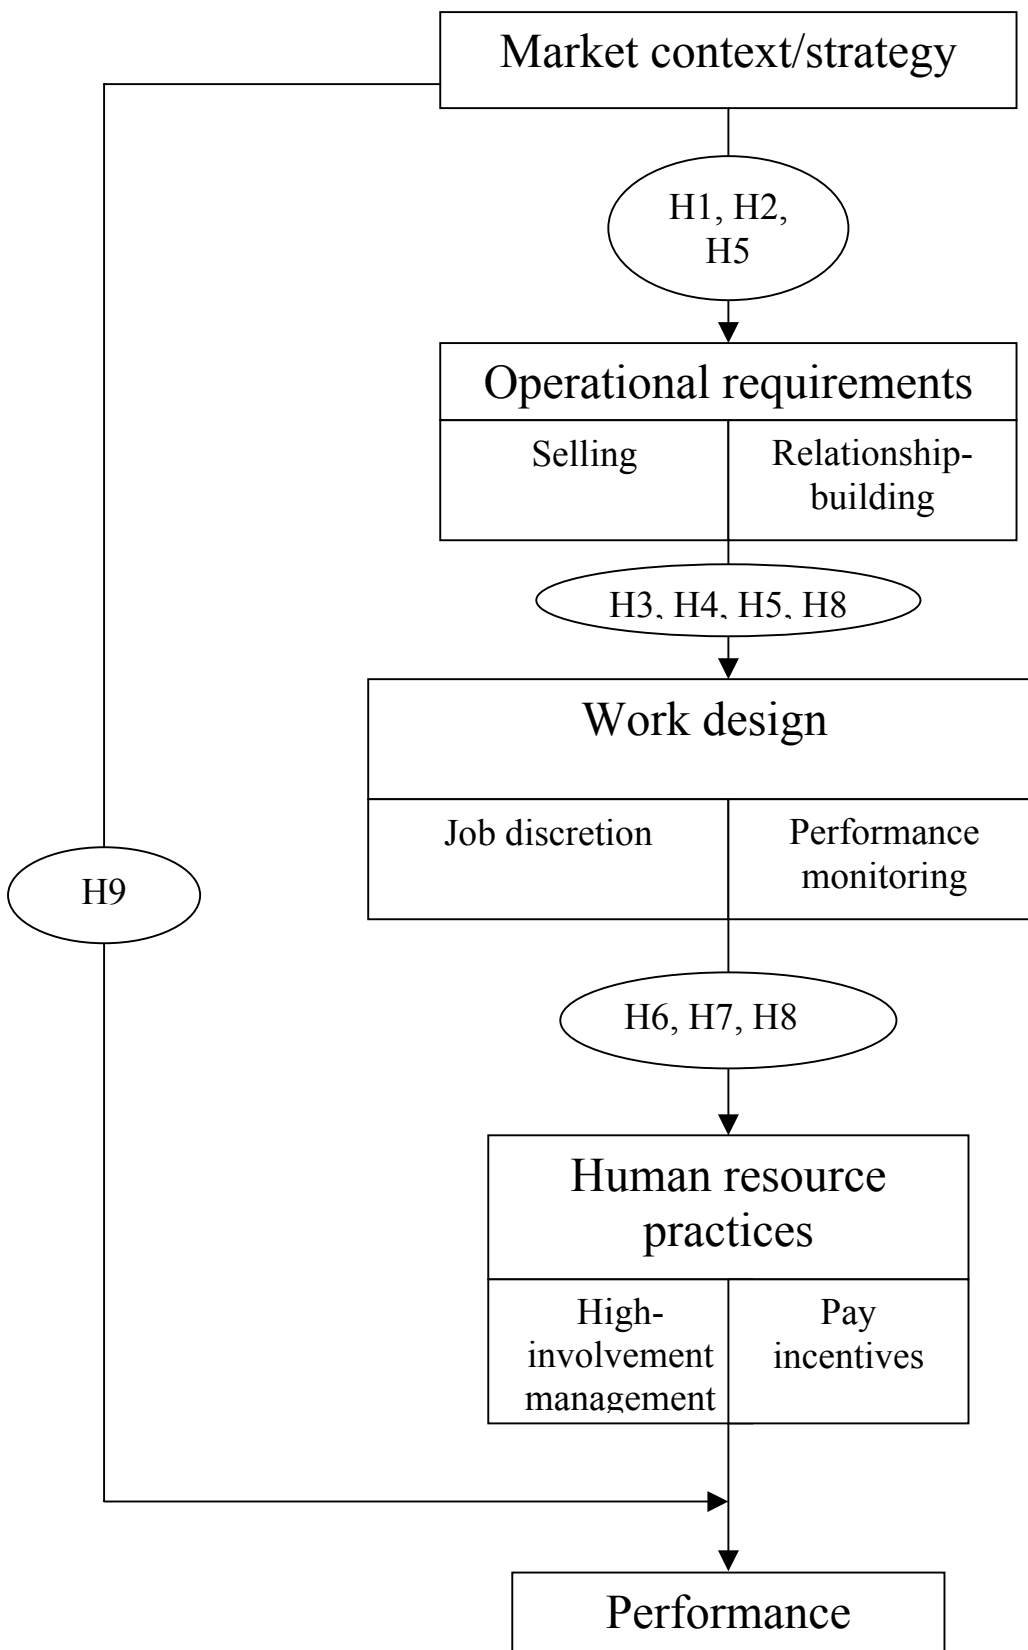 Market context/strategy
H1, H2,
H5
Operational requirements
Selling
Relationship-
building
H3, H4, H5, H8
Work design
Job discretion
Performance
monitoring
H9
H6, H7, H8
Human resource
practices
High-
involvement
management
Pay
incentives
Performance